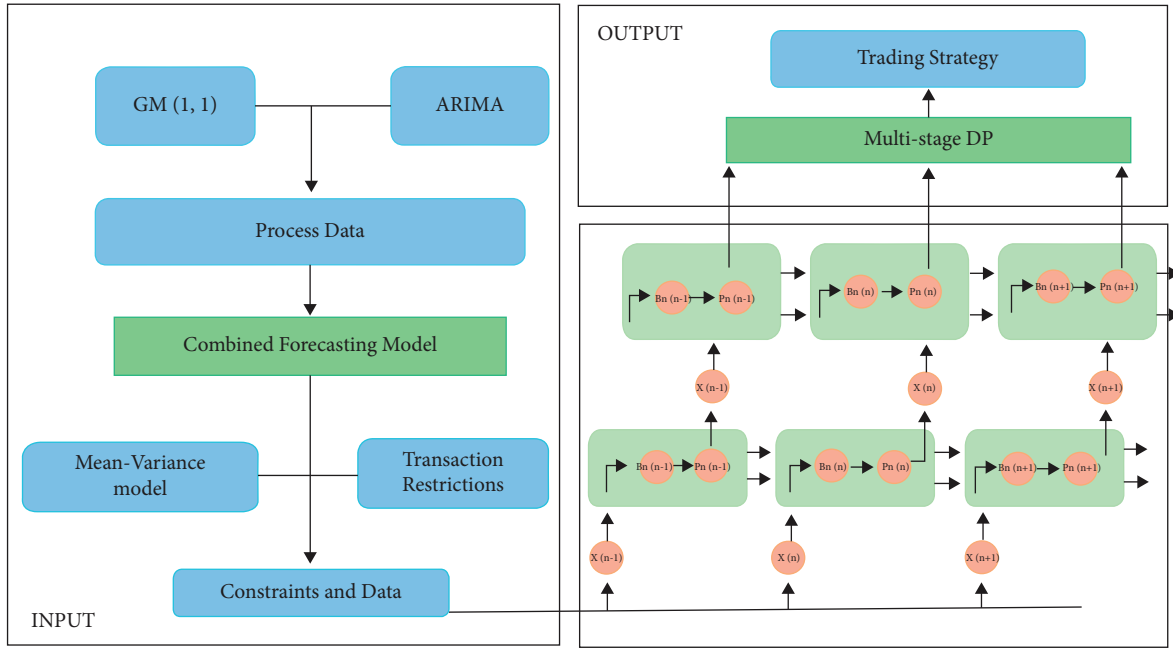 GM (1, 1)
ARIMA
Process Data
Combined Forecasting Model
Mean-Variance
model
Transaction
Restrictions
Constraints and Data
INPUT
OUTPUT
Trading Strategy
Multi-stage DP
Bn (n-1)
Pn (n-1)
Bn (n)
Pn (n)
Bn (n+1)
Pn (n+1)
X (n-1)
X (n)
X (n+1)
Bn (n-1)
Pn (n-1)
Bn (n)
Pn (n)
Bn (n+1)
Pn (n+1)
X (n-1)
X (n)
X (n+1)